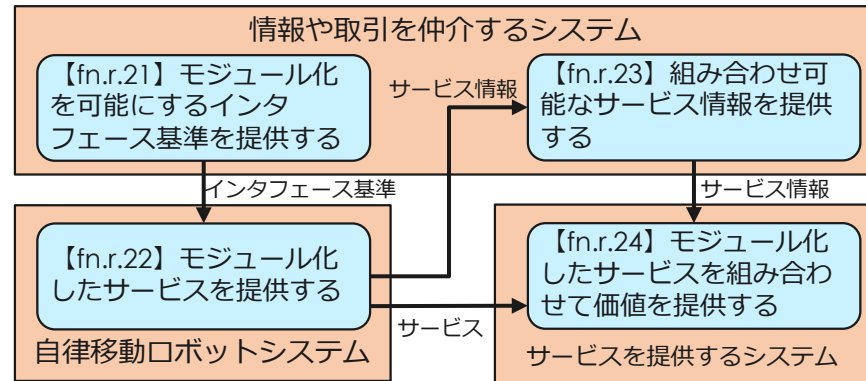 情報や取引を仲介するシステム
【fn.r.21】モジュール化
を可能にするインタ
フェース基準を提供する
サービス情報
【fn.r.23】組み合わせ可
能なサービス情報を提供
する
インタフェース基準
サービス情報
【fn.r.22】モジュール化
したサービスを提供する
【fn.r.24】モジュール化
したサービスを組み合わ
せて価値を提供する
サービス
自律移動ロボットシステム
サービスを提供するシステム